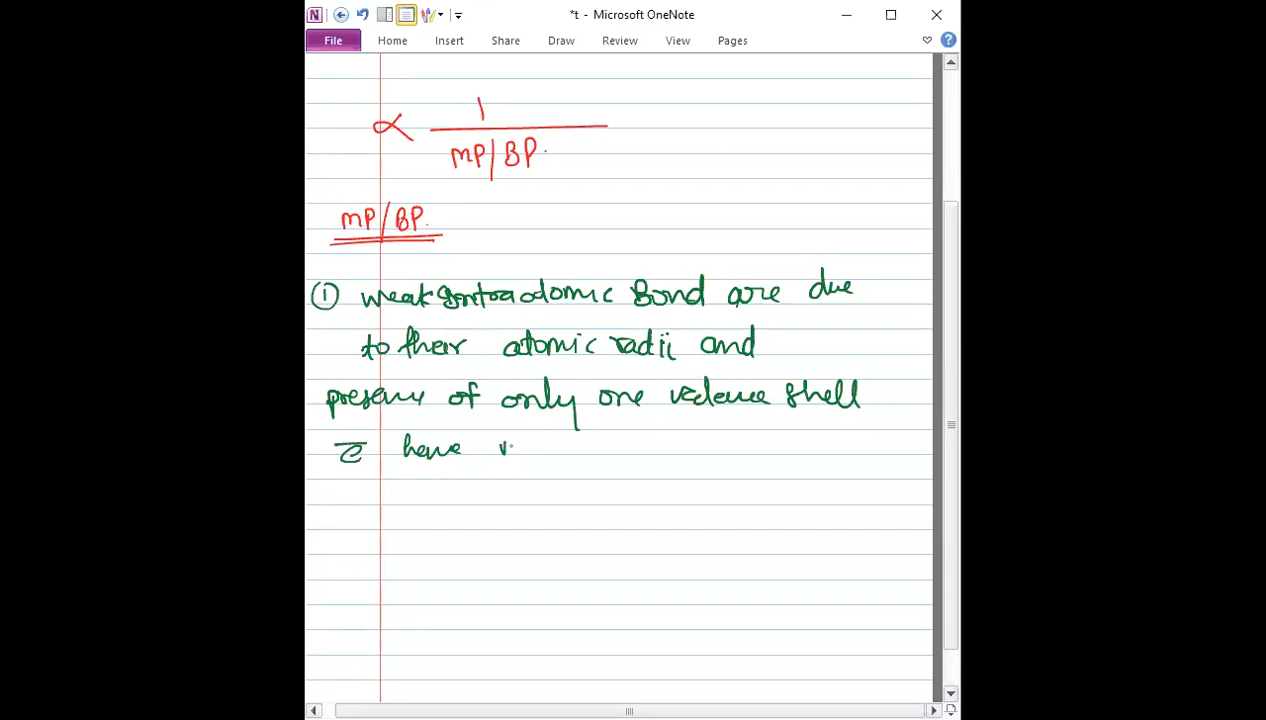 *t - Microsoft OneNote
File Home Insert Share Draw Review View Pages
∝ 1
MP/BP.
MP/BP.
① weak atomic Bond are due
to their atomic radii and
presence of only one valence shell
e̅ hence